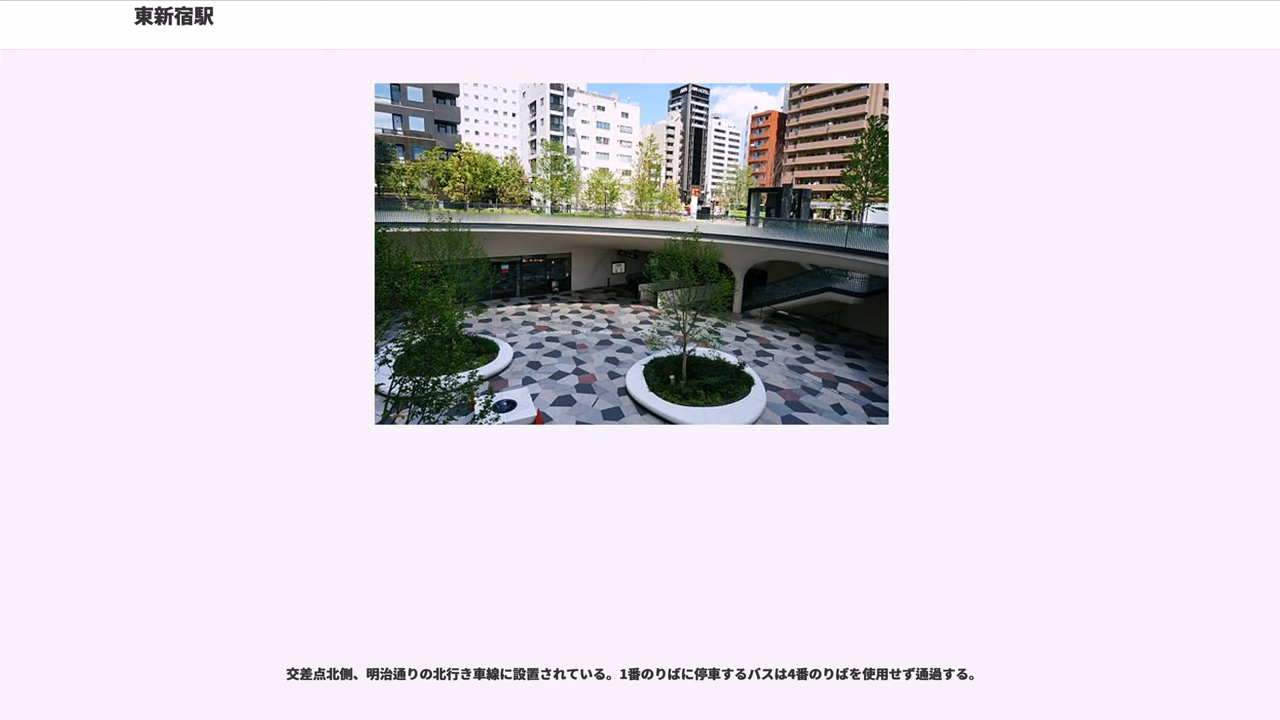 東新宿駅
交差点北側、明治通りの北行き車線に設置されている。1番のりばに停車するバスは4番のりばを使用せず通過する。